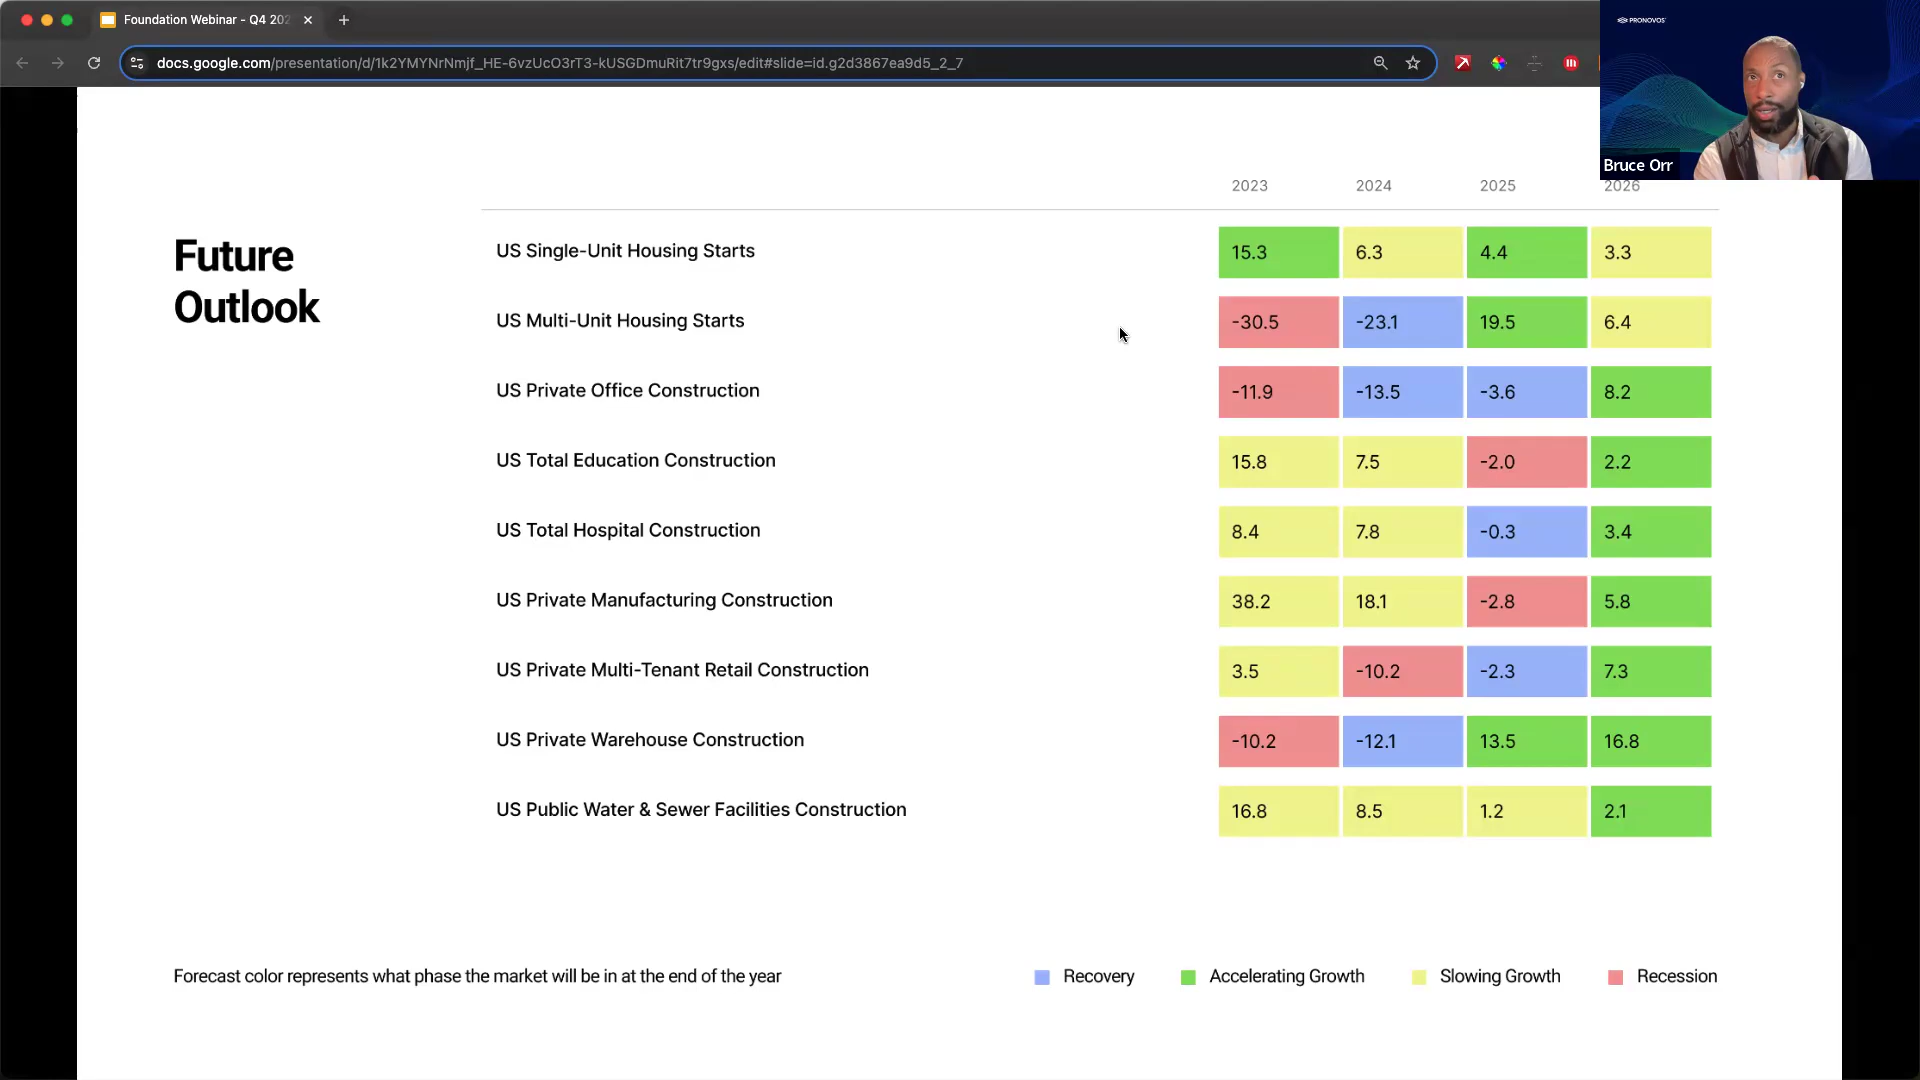 Foundation Webinar - Q4 202
docs.google.com/presentation/d/1k2YMYNrNmjf_HE-6vzUcO3rT3-kUSGDmuRit7tr9gxs/edit#slide=id.g2d3867ea9d5_2_7
PRONOVOS
Bruce Orr
2023 2024 2025 2026
Future
Outlook
US Single-Unit Housing Starts 15.3 6.3 4.4 3.3
US Multi-Unit Housing Starts -30.5 -23.1 19.5 6.4
US Private Office Construction -11.9 -13.5 -3.6 8.2
US Total Education Construction 15.8 7.5 -2.0 2.2
US Total Hospital Construction 8.4 7.8 -0.3 3.4
US Private Manufacturing Construction 38.2 18.1 -2.8 5.8
US Private Multi-Tenant Retail Construction 3.5 -10.2 -2.3 7.3
US Private Warehouse Construction -10.2 -12.1 13.5 16.8
US Public Water & Sewer Facilities Construction 16.8 8.5 1.2 2.1
Forecast color represents what phase the market will be in at the end of the year
Recovery Accelerating Growth Slowing Growth Recession